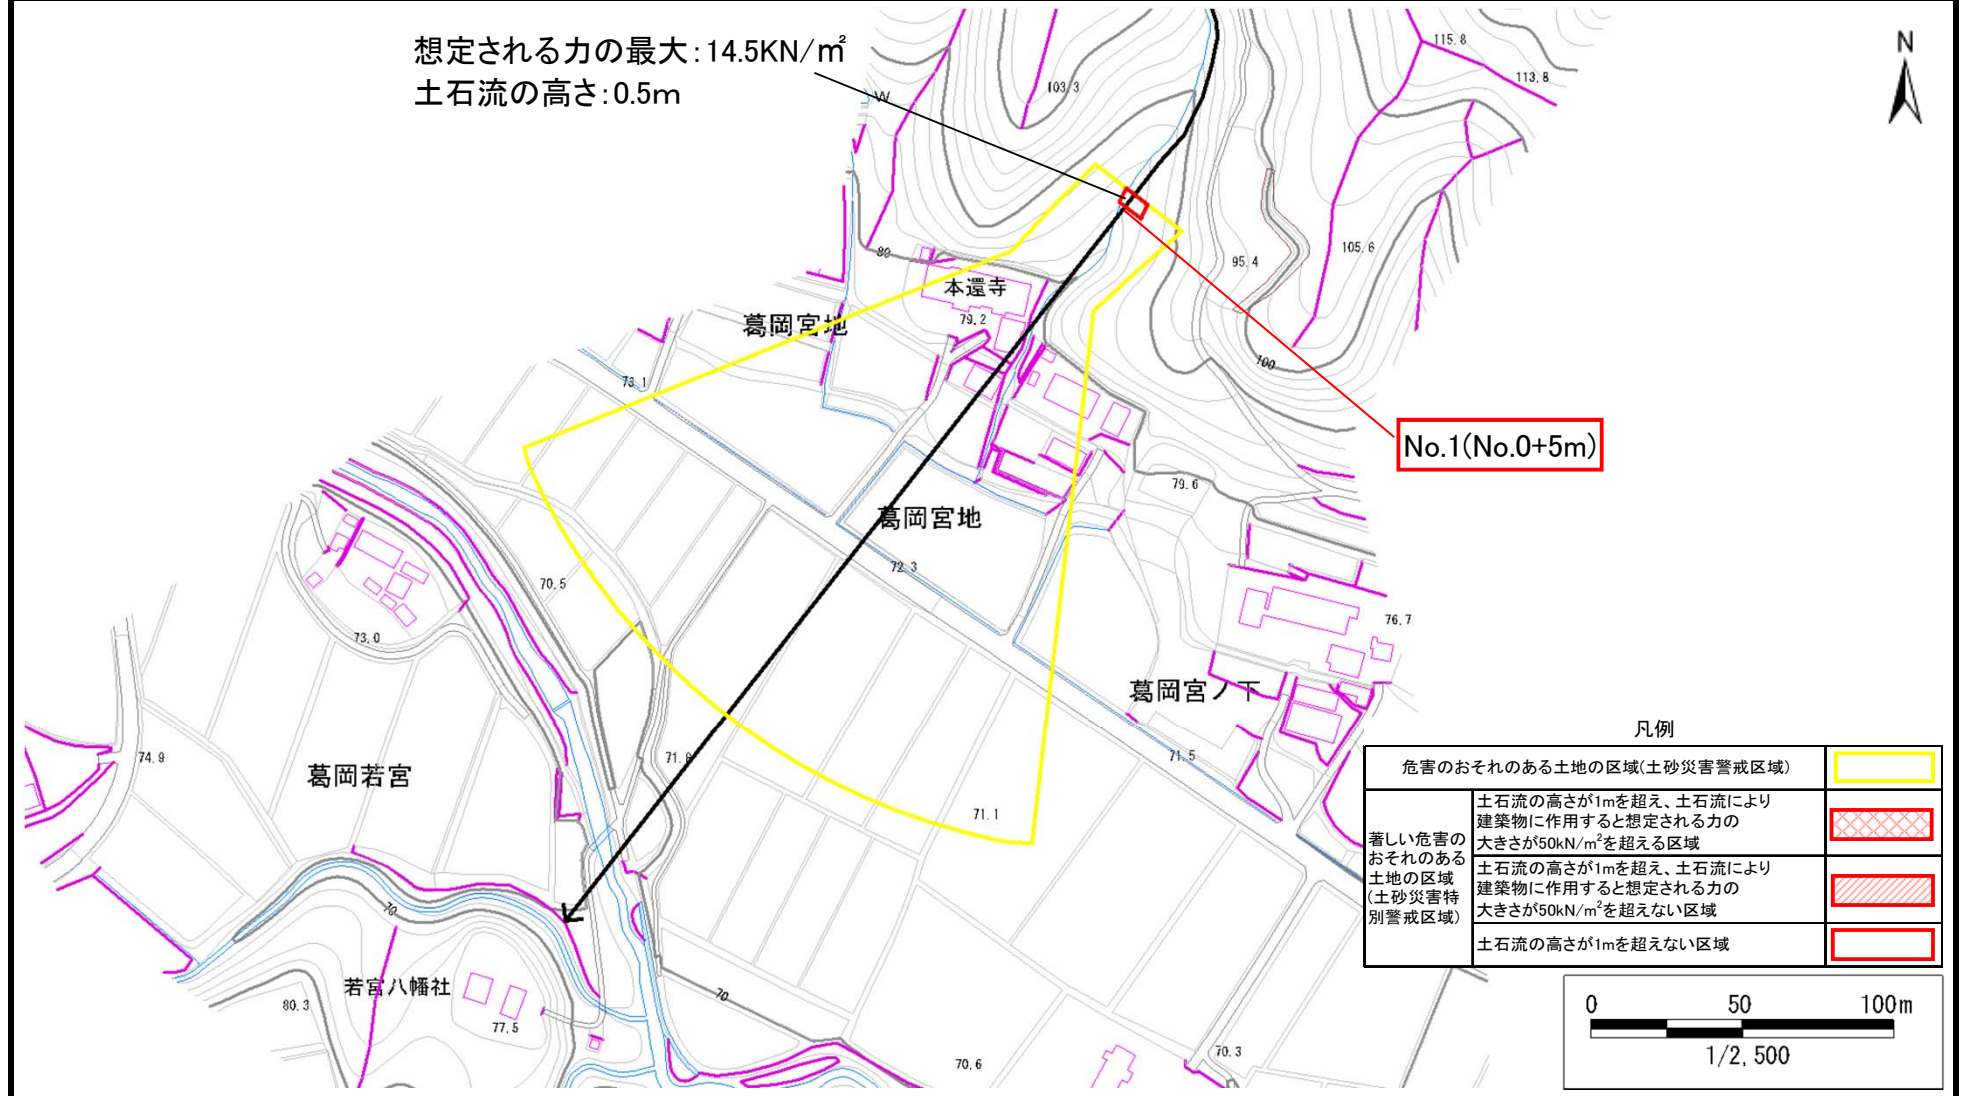 想定される力の最大:14.5KN/㎡
土石流の高さ:0.5m
N
115.8
113.8
103.3
W
105.6
95.4
80
本還寺
79.2
葛岡宮地
73.1
100
No.1(No.0+5m)
79.6
葛岡宮地
72.3
70.5
73.0
76.7
葛岡宮ノ下
71.5
74.9
71.8
葛岡若宮
71.1
70
若宮八幡社
80.3
77.5
70
70.6
70.3
凡例
危害のおそれのある土地の区域(土砂災害警戒区域)
著しい危害の
おそれのある
土地の区域
(土砂災害特
別警戒区域)
土石流の高さが1mを超え、土石流により
建築物に作用すると想定される力の
大きさが50kN/m²を超える区域
土石流の高さが1mを超え、土石流により
建築物に作用すると想定される力の
大きさが50kN/m²を超えない区域
土石流の高さが1mを超えない区域
0 50 100m
1/2,500